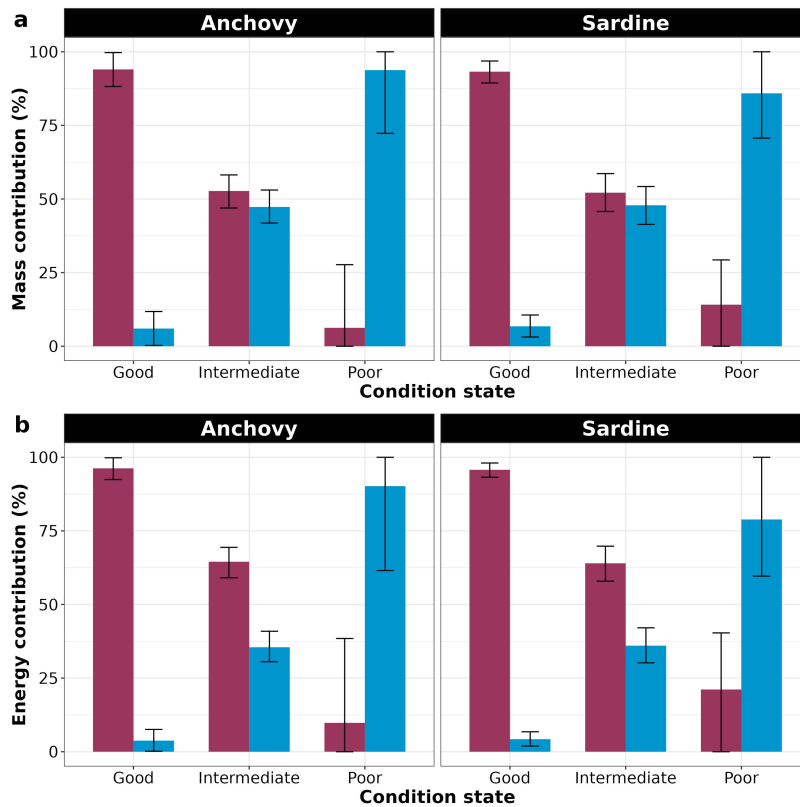 a
Anchovy Sardine
Mass contribution (%)
100
75
50
25
0
Good Intermediate Poor Good Intermediate Poor
Condition state
b
Anchovy Sardine
Energy contribution (%)
100
75
50
25
0
Good Intermediate Poor Good Intermediate Poor
Condition state